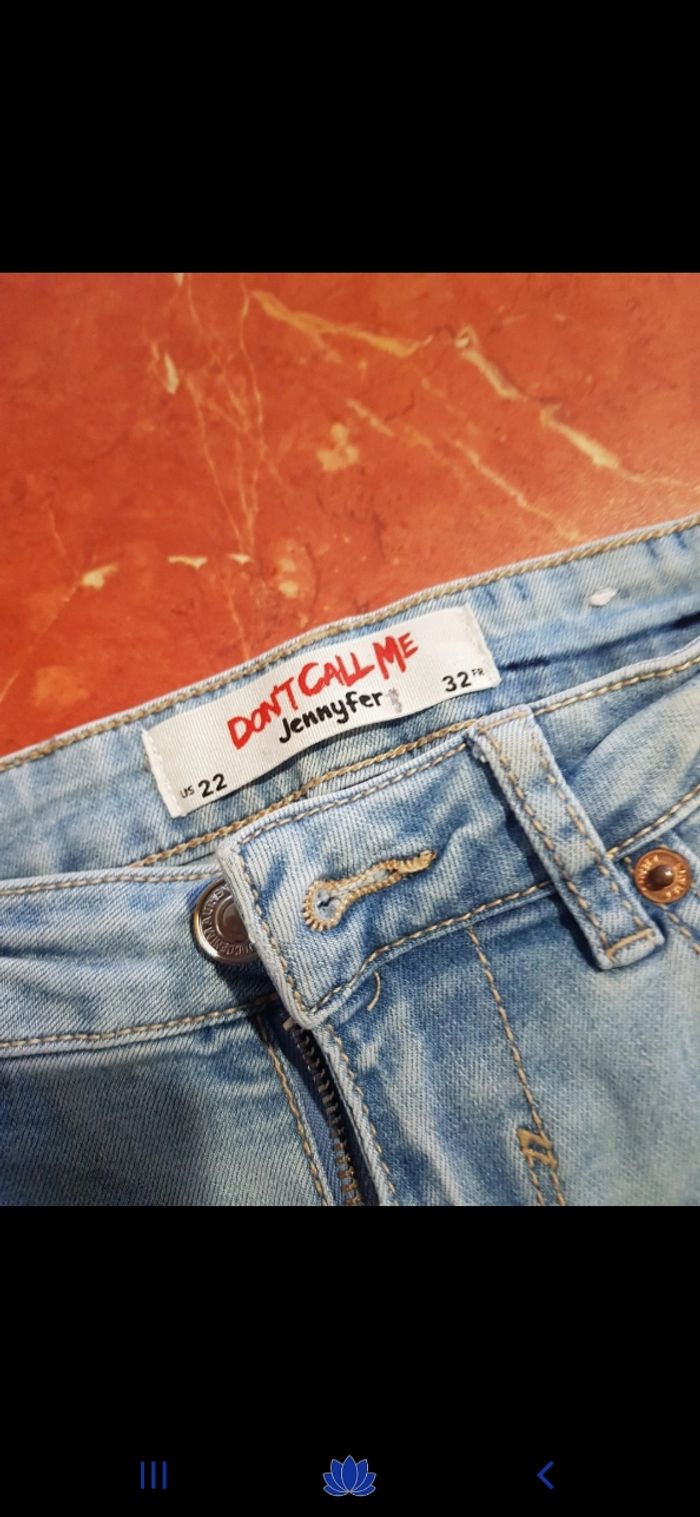 DON'T CALL ME
Jennyfer
US 22
32 FR